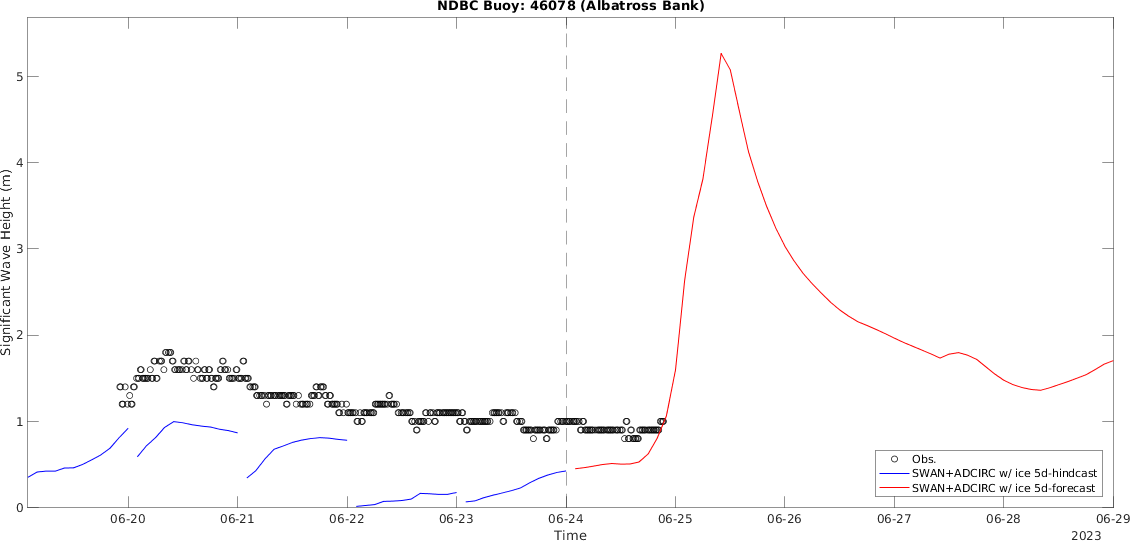 NDBC Buoy: 46078 (Albatross Bank)
Significant Wave Height (m)
5
4
3
2
1
0
Obs.
SWAN+ADCIRC w/ ice 5d-hindcast
SWAN+ADCIRC w/ ice 5d-forecast
06-20 06-21 06-22 06-23 06-24 06-25 06-26 06-27 06-28 06-29
Time
2023